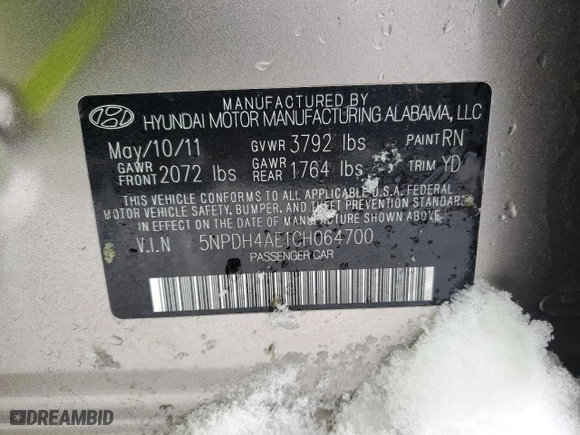 MANUFACTURED BY
HYUNDAI MOTOR MANUFACTURING ALABAMA, LLC
May/10/11 GVWR 3792 lbs PAINT RN
GAWR FRONT 2072 lbs GAWR REAR 1764 lbs TRIM YD
THIS VEHICLE CONFORMS TO ALL APPLICABLE U.S.A. FEDERAL
MOTOR VEHICLE SAFETY, BUMPER, AND THEFT PREVENTION STANDARDS
IN EFFECT ON THE DATE OF MANUFACTURE SHOWN ABOVE.
V.I.N 5NPDH4AE1CH064700
PASSENGER CAR
DREAMBID